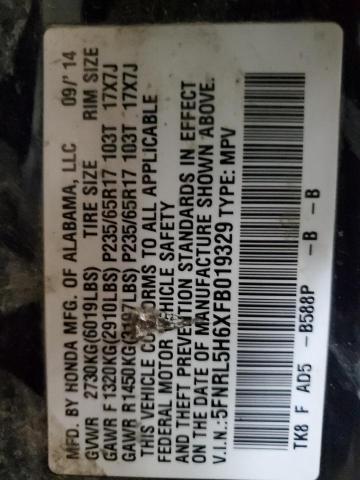 MFD. BY HONDA MFG. OF ALABAMA, LLC 09/'14
GVWR 2730KG(6019LBS) TIRE SIZE RIM SIZE
GAWR F 1320KG(2910LBS) P235/65R17 103T 17X7J
GAWR R1450KG( LBS) P235/65R17 103T 17X7J
THIS VEHICLE CONFORMS TO ALL APPLICABLE
FEDERAL MOTOR VEHICLE SAFETY
AND THEFT PREVENTION STANDARDS IN EFFECT
ON THE DATE OF MANUFACTURE SHOWN ABOVE.
V.I.N.:5FNRL5H6XFB019329 TYPE: MPV
TK8 F AD5 -B588P -B -B